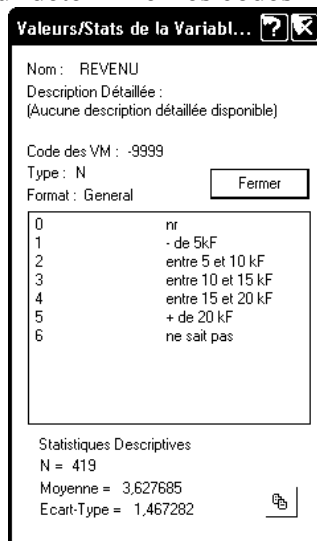 Valeurs/Stats de la Variabl...
Nom : REVENU
Description Détaillée :
(Aucune description détaillée disponible)
Code des VM : -9999
Type : N
Fermer
Format : General
0 nr
1 - de 5kF
2 entre 5 et 10 kF
3 entre 10 et 15 kF
4 entre 15 et 20 kF
5 + de 20 kF
6 ne sait pas
Statistiques Descriptives
N = 419
Moyenne = 3,627685
Ecart-Type = 1,467282